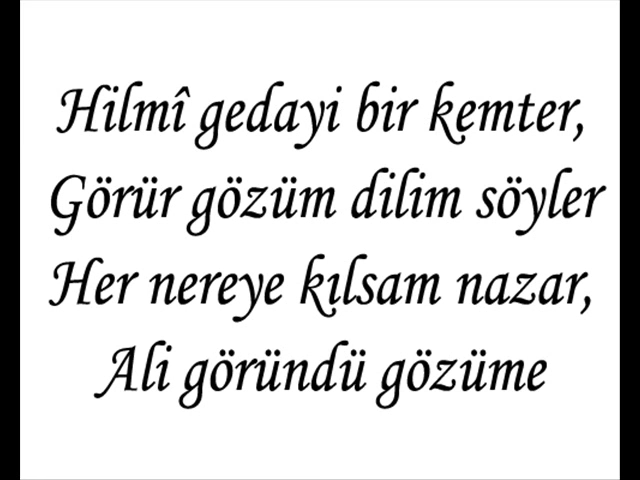 Hilmî gedayi bir kemter,
Görür gözüm dilim söyler
Her nereye kılsam nazar,
Ali göründü gözüme